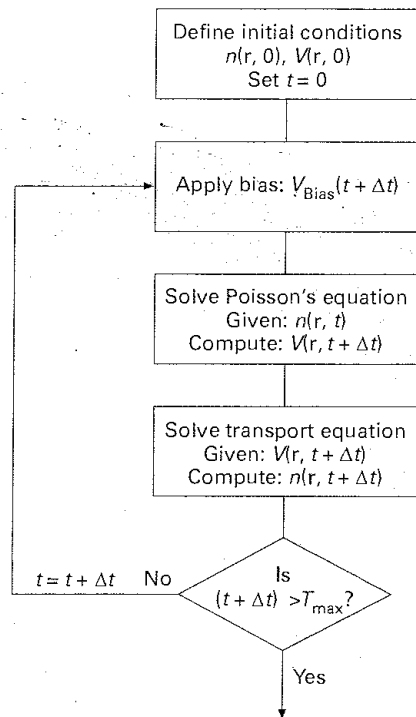 Define initial conditions
n(r, 0), V(r, 0)
Set t = 0
Apply bias: V_Bias(t + Δt)
Solve Poisson's equation
Given: n(r, t)
Compute: V(r, t + Δt)
Solve transport equation
Given: V(r, t + Δt)
Compute: n(r, t + Δt)
t = t + Δt No
Is
(t + Δt) >T_max?
Yes